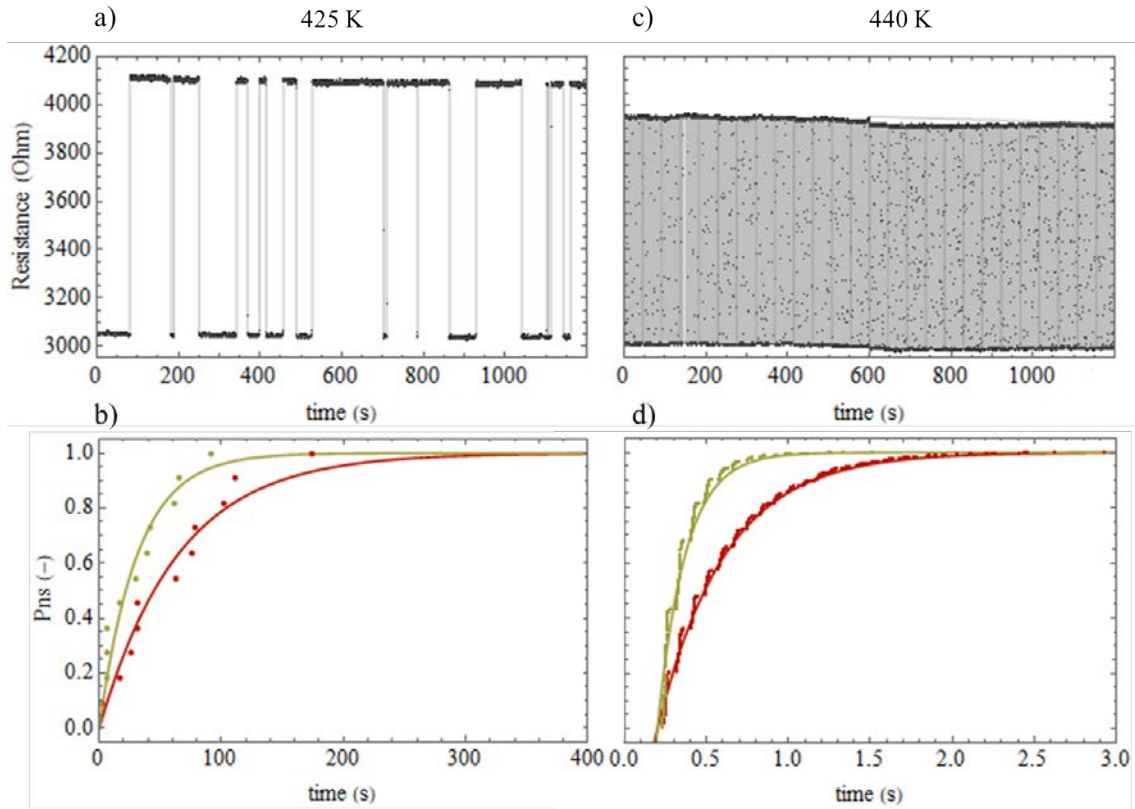 a) 425 K c) 440 K
4200
4000
3800
3600
3400
3200
3000
Resistance (Ohm)
0 200 400 600 800 1000
time (s)
0 200 400 600 800 1000
time (s)
b) d)
1.0
0.8
0.6
0.4
0.2
0.0
Pns (−)
0 100 200 300 400
time (s)
0.0 0.5 1.0 1.5 2.0 2.5 3.0
time (s)